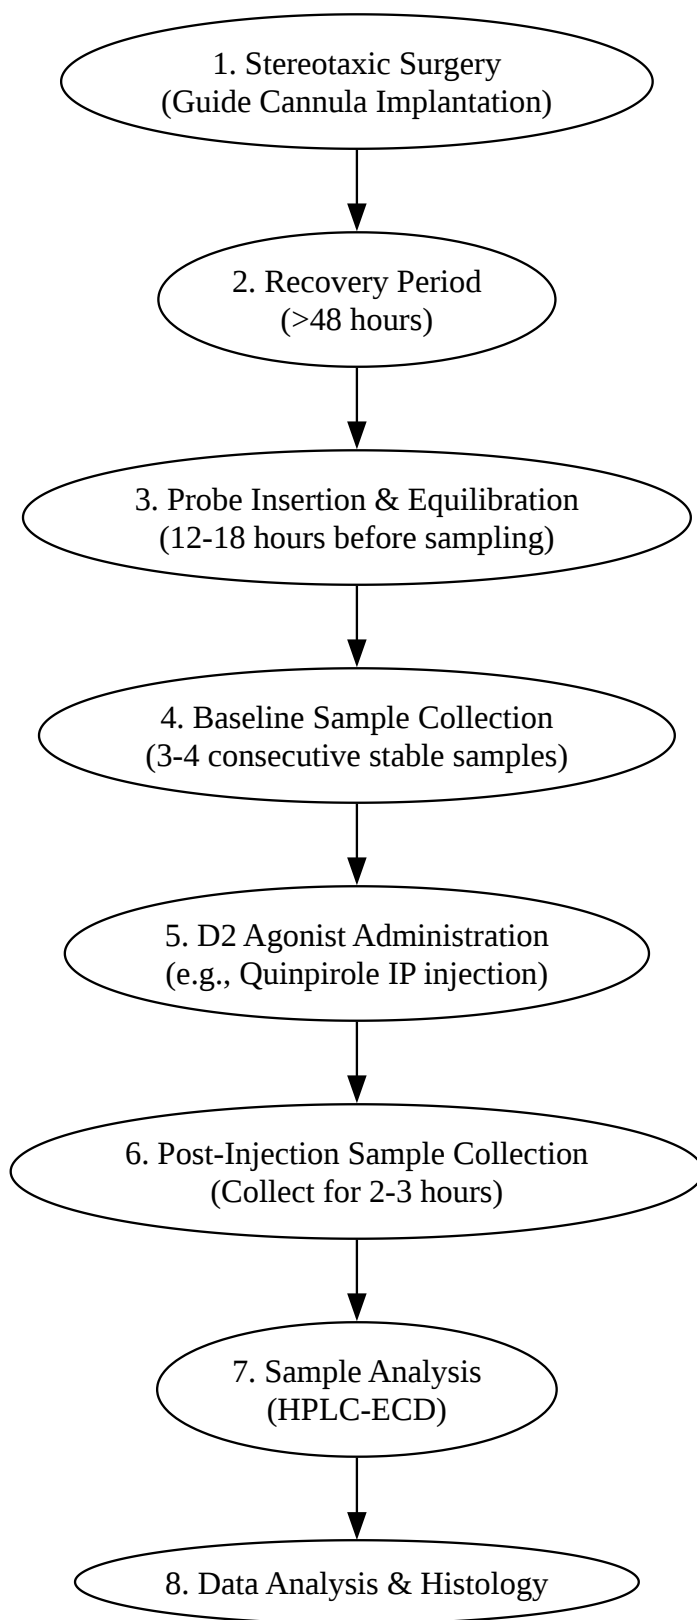 1. Stereotaxic Surgery
(Guide Cannula Implantation)
2. Recovery Period
(>48 hours)
3. Probe Insertion & Equilibration
(12-18 hours before sampling)
4. Baseline Sample Collection
(3-4 consecutive stable samples)
5. D2 Agonist Administration
(e.g., Quinpirole IP injection)
6. Post-Injection Sample Collection
(Collect for 2-3 hours)
7. Sample Analysis
(HPLC-ECD)
8. Data Analysis & Histology